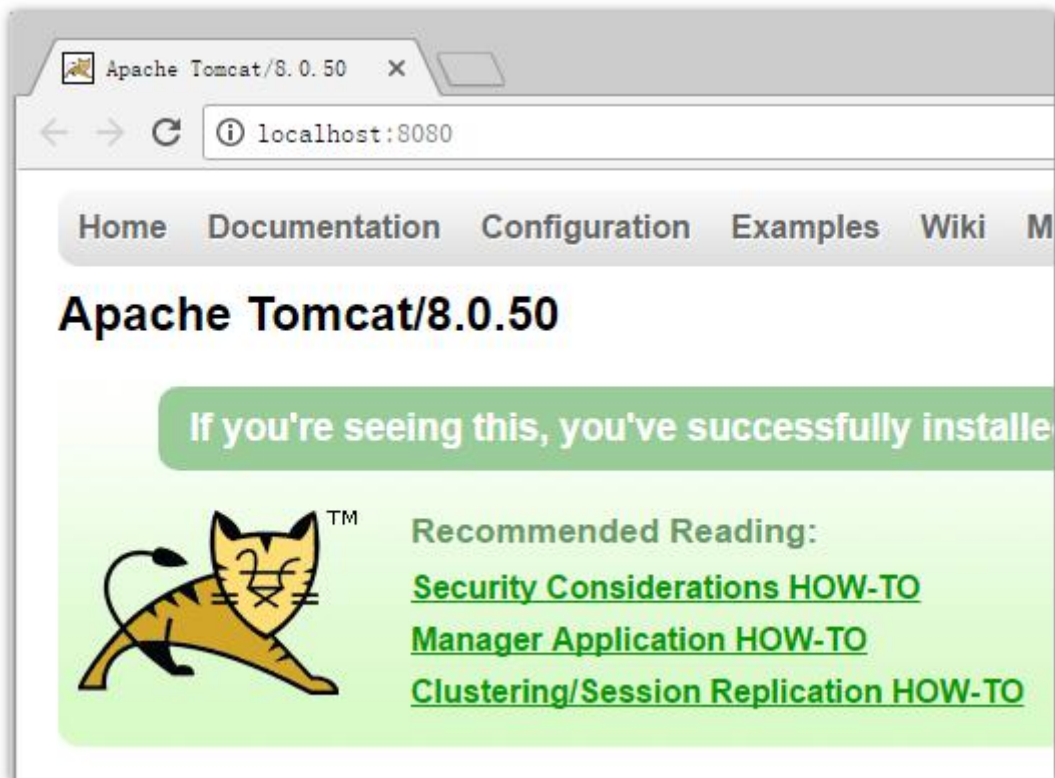 Apache Tomcat/8.0.50
localhost:8080
Home Documentation Configuration Examples Wiki M
Apache Tomcat/8.0.50
If you're seeing this, you've successfully installe
TM
Recommended Reading:
Security Considerations HOW-TO
Manager Application HOW-TO
Clustering/Session Replication HOW-TO